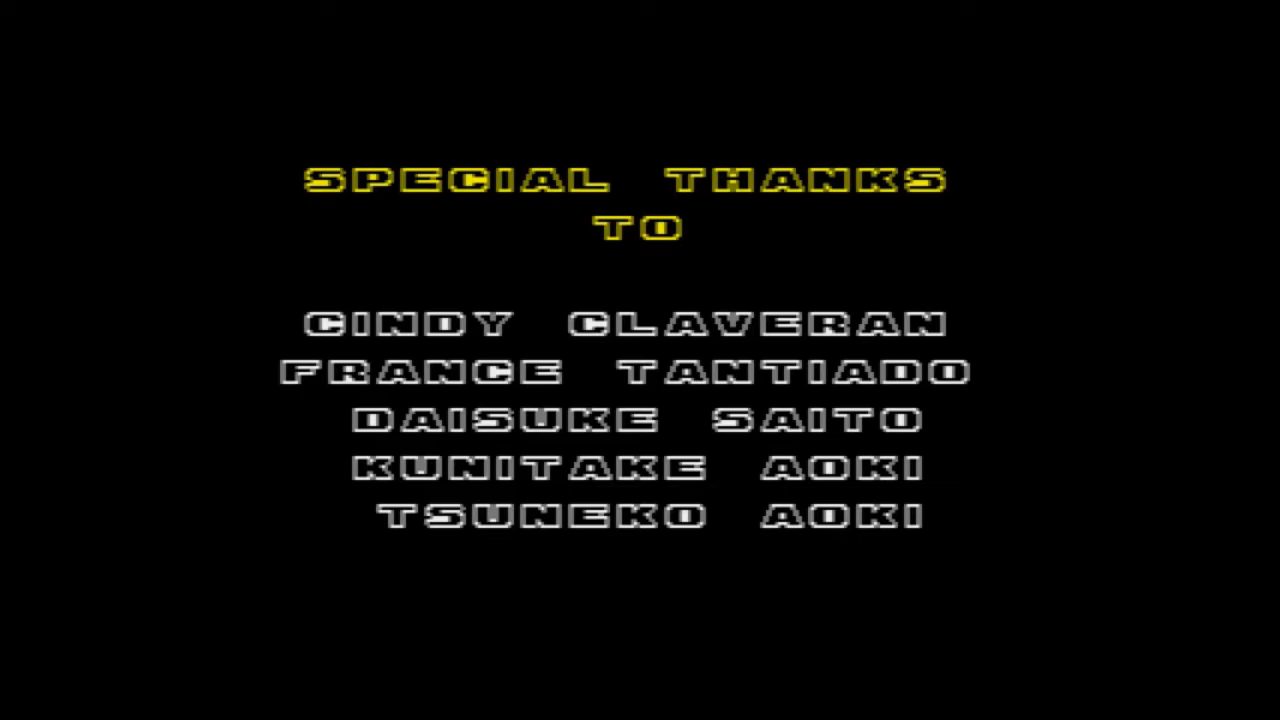 SPECIAL THANKS
TO
CINDY CLAVERAN
FRANCE TANTIADO
DAISUKE SAITO
KUNITAKE AOKI
TSUNEKO AOKI